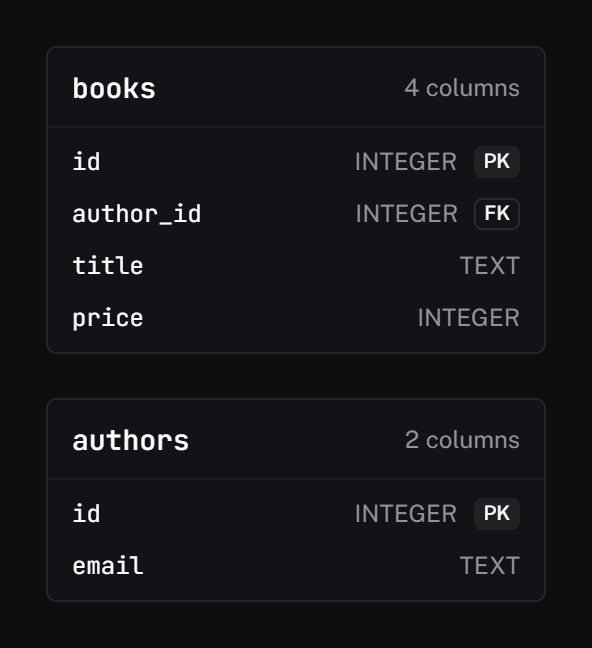 books 4 columns
id INTEGER PK
author_id INTEGER FK
title TEXT
price INTEGER
authors 2 columns
id INTEGER PK
email TEXT